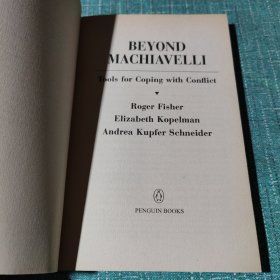 BEYOND
MACHIAVELLI
Tools for Coping with Conflict
Roger Fisher
Elizabeth Kopelman
Andrea Kupfer Schneider
PENGUIN BOOKS